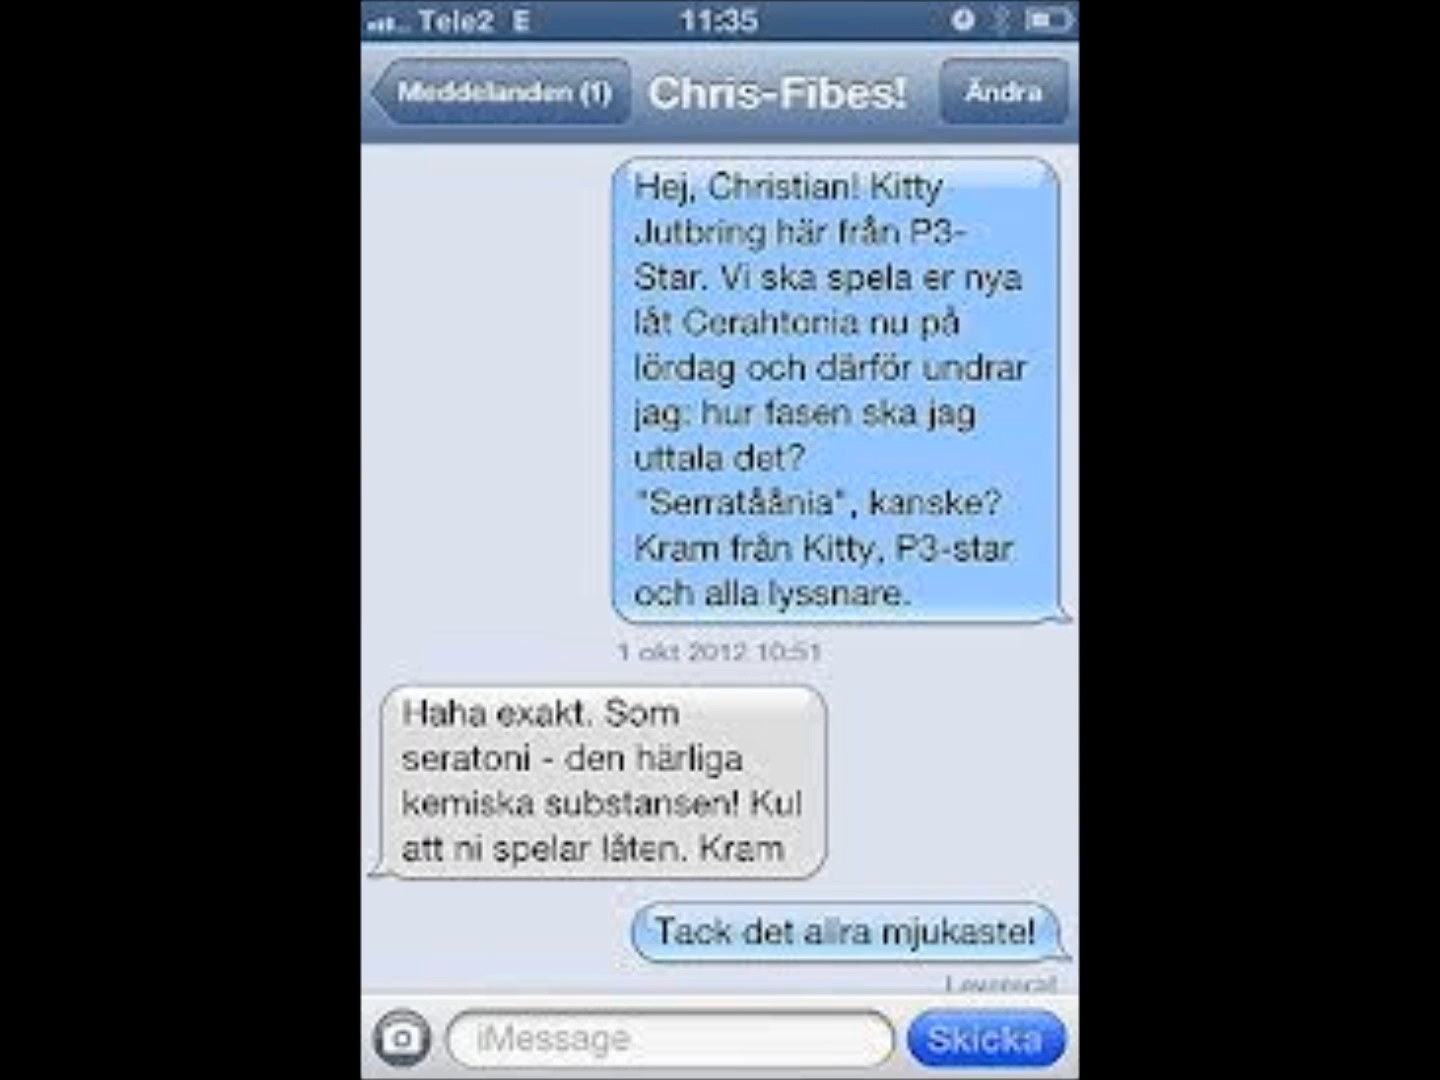 Tele2 E 11:35
Meddelanden (1) Chris-Fibes! Ändra
Hej, Christian! Kitty
Jutbring här från P3-
Star. Vi ska spela er nya
låt Cerahtonia nu på
lördag och därför undrar
jag: hur fasen ska jag
uttala det?
"Serratåånia", kanske?
Kram från Kitty, P3-star
och alla lyssnare.
1 okt 2012 10:51
Haha exakt. Som
seratoni - den härliga
kemiska substansen! Kul
att ni spelar låten. Kram
Tack det allra mjukaste!
Levererat
iMessage Skicka